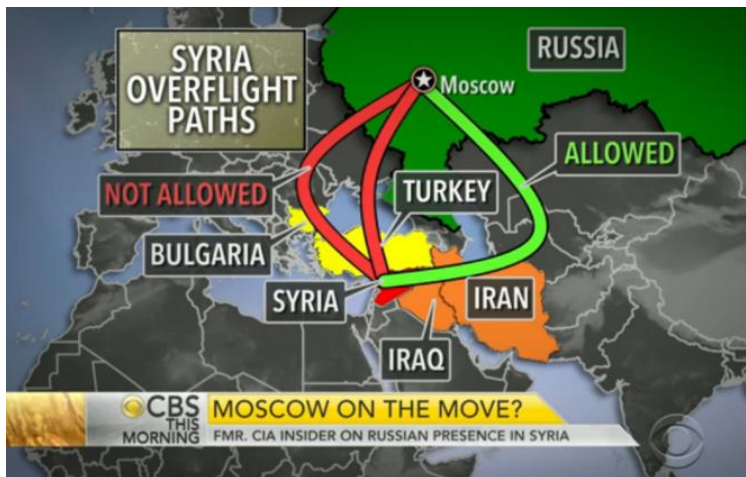 SYRIA
OVERFLIGHT
PATHS
RUSSIA
Moscow
ALLOWED
NOT ALLOWED
TURKEY
BULGARIA
SYRIA
IRAN
IRAQ
CBS
THIS
MORNING
MOSCOW ON THE MOVE?
FMR. CIA INSIDER ON RUSSIAN PRESENCE IN SYRIA